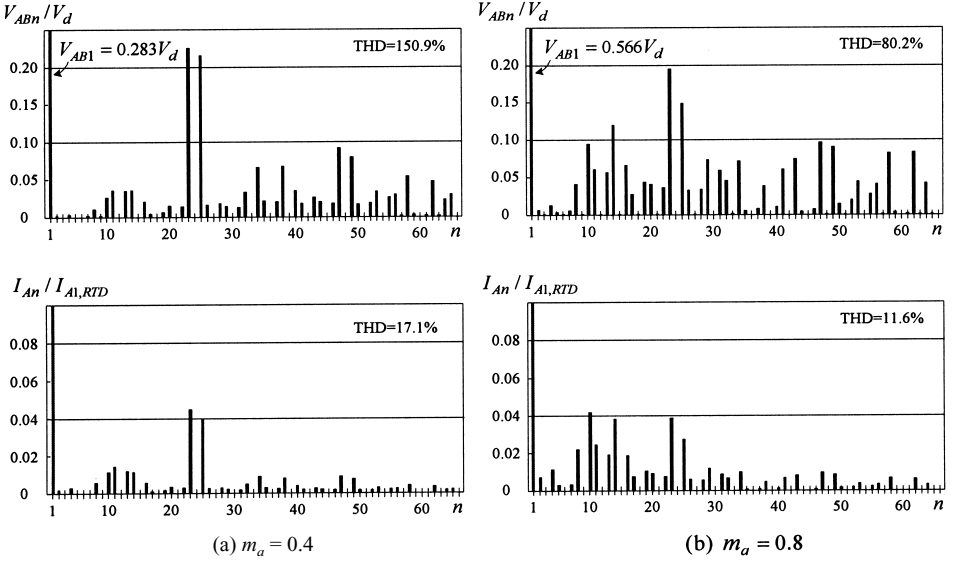 V_ABn / V_d
V_AB1 = 0.283V_d
THD=150.9%
0.20
0.15
0.10
0.05
0
1 10 20 30 40 50 60 n
V_ABn / V_d
V_AB1 = 0.566V_d
THD=80.2%
0.20
0.15
0.10
0.05
0
1 10 20 30 40 50 60 n
I_An / I_A1,RTD
THD=17.1%
0.08
0.06
0.04
0.02
0
1 10 20 30 40 50 60 n
(a) m_a = 0.4
I_An / I_A1,RTD
THD=11.6%
0.08
0.06
0.04
0.02
0
1 10 20 30 40 50 60 n
(b) m_a = 0.8